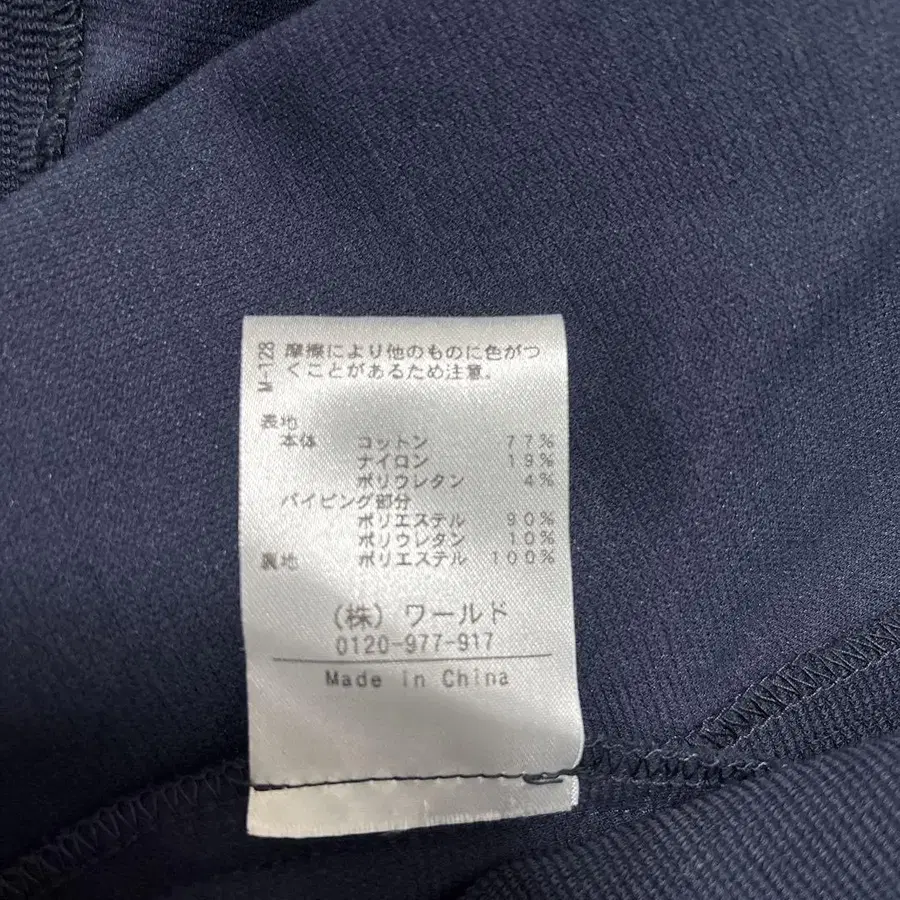 M-128
摩擦により他のものに色がつ
くことがあるため注意。
表地
本体 コットン 77%
ナイロン 19%
ポリウレタン 4%
パイピング部分
ポリエステル 90%
ポリウレタン 10%
裏地 ポリエステル 100%
(株) ワールド
0120-977-917
Made in China